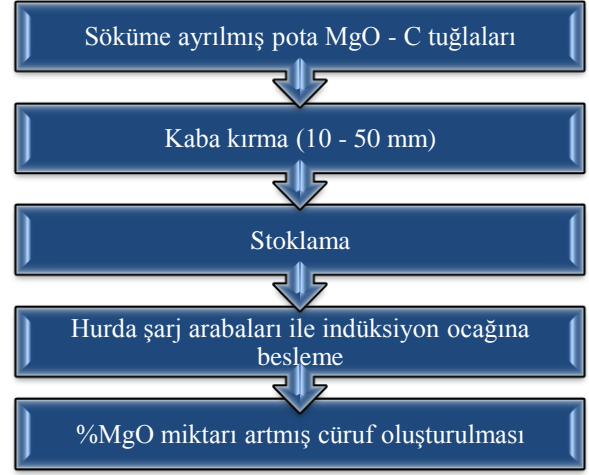 Söküme ayrılmış pota MgO - C tuğlaları
Kaba kırma (10 - 50 mm)
Stoklama
Hurda şarj arabaları ile indüksiyon ocağına
besleme
%MgO miktarı artmış cüruf oluşturulması